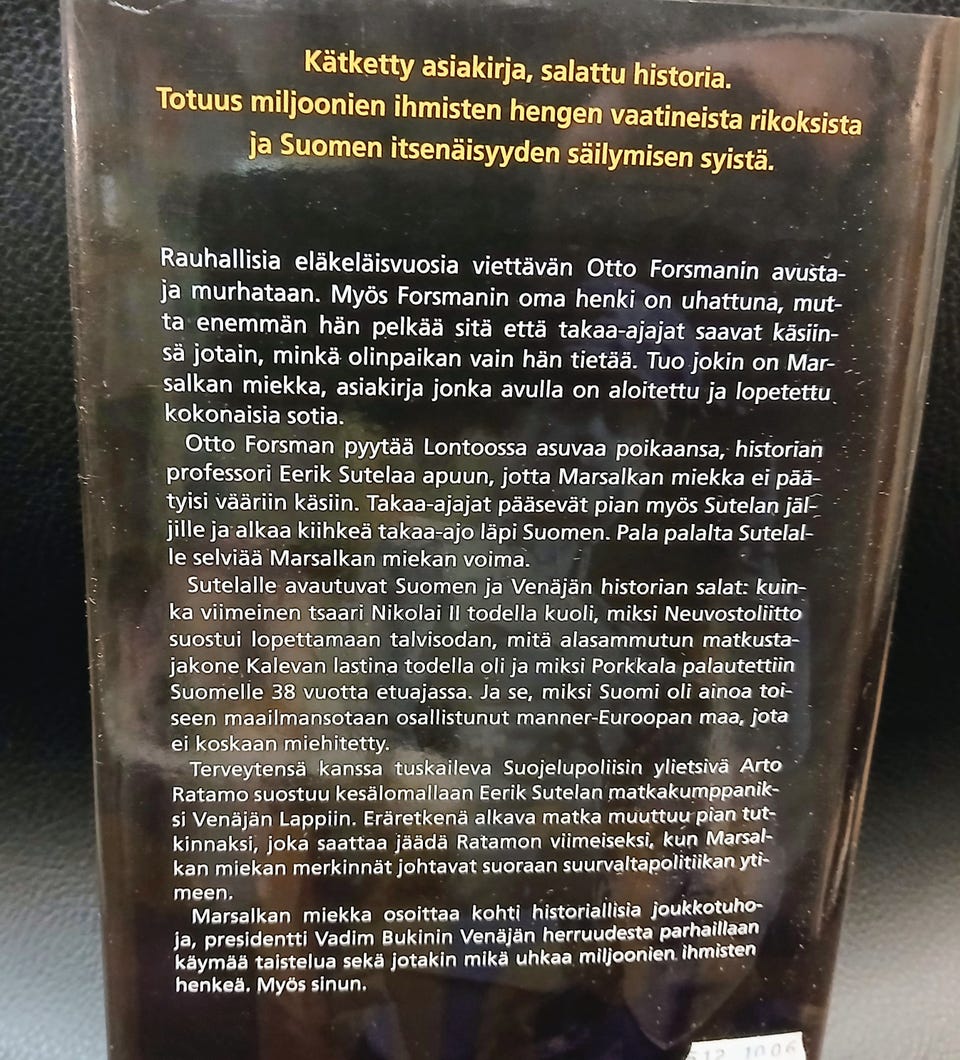 Kätketty asiakirja, salattu historia.
Totuus miljoonien ihmisten hengen vaatineista rikoksista
ja Suomen itsenäisyyden säilymisen syistä.
Rauhallisia eläkeläisvuosia viettävän Otto Forsmanin avusta-
ja murhataan. Myös Forsmanin oma henki on uhattuna, mut-
ta enemmän hän pelkää sitä että takaa-ajajat saavat käsiin-
sä jotain, minkä olinpaikan vain hän tietää. Tuo jokin on Mar-
salkan miekka, asiakirja jonka avulla on aloitettu ja lopetettu
kokonaisia sotia.
Otto Forsman pyytää Lontoossa asuvaa poikaansa, historian
professori Eerik Sutelaa apuun, jotta Marsalkan miekka ei pää-
tyisi vääriin käsiin. Takaa-ajajat pääsevät pian myös Sutelan jäl-
jille ja alkaa kiihkeä takaa-ajo läpi Suomen. Pala palalta Sutelal-
le selviää Marsalkan miekan voima.
Sutelalle avautuvat Suomen ja Venäjän historian salat: kuin-
ka viimeinen tsaari Nikolai II todella kuoli, miksi Neuvostoliitto
suostui lopettamaan talvisodan, mitä alasammutun matkusta-
jakone Kalevan lastina todella oli ja miksi Porkkala palautettiin
Suomelle 38 vuotta etuajassa. Ja se, miksi Suomi oli ainoa toi-
seen maailmansotaan osallistunut manner-Euroopan maa, jota
ei koskaan miehitetty.
Terveytensä kanssa tuskaileva Suojelupoliisin ylietsivä Arto
Ratamo suostuu kesälomallaan Eerik Sutelan matkakumppanik-
si Venäjän Lappiin. Eräretkenä alkava matka muuttuu pian tut-
kinnaksi, joka saattaa jäädä Ratamon viimeiseksi, kun Marsal-
kan miekan merkinnät johtavat suoraan suurvaltapolitiikan yti-
meen.
Marsalkan miekka osoittaa kohti historiallisia joukkotuho-
ja, presidentti Vadim Bukinin Venäjän herruudesta parhaillaan
käymää taistelua sekä jotakin mikä uhkaa miljoonien ihmisten
henkeä. Myös sinun.